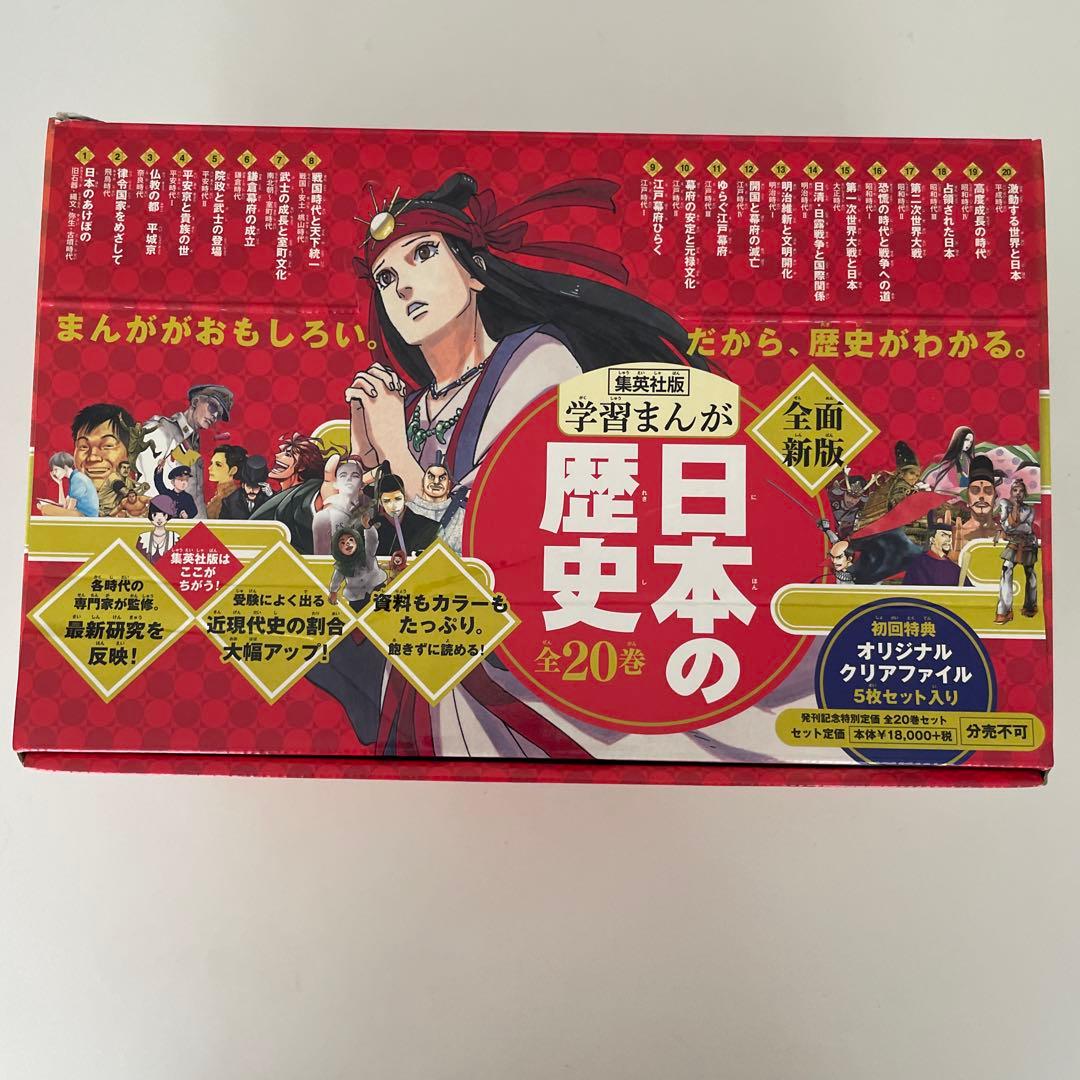 1 日本のあけぼの
旧石器・縄文・弥生・古墳時代
2 律令国家をめざして
飛鳥時代
3 仏教の都 平城京
奈良時代
4 平安京と貴族の世
平安時代Ⅰ
5 院政と武士の登場
平安時代Ⅱ
6 鎌倉幕府の成立
鎌倉時代
7 武士の成長と室町文化
南北朝〜室町時代
8 戦国時代と天下統一
戦国〜安土・桃山時代
9 江戸幕府ひらく
江戸時代Ⅰ
10 幕府の安定と元禄文化
江戸時代Ⅱ
11 ゆらぐ江戸幕府
江戸時代Ⅲ
12 開国と幕府の滅亡
江戸時代Ⅳ
13 明治維新と文明開化
明治時代Ⅰ
14 日清・日露戦争と国際関係
明治時代Ⅱ
15 第一次世界大戦と日本
大正時代
16 恐慌の時代と戦争への道
昭和時代Ⅰ
17 第二次世界大戦
昭和時代Ⅱ
18 占領された日本
昭和時代Ⅲ
19 高度成長の時代
昭和時代Ⅳ
20 激動する世界と日本
平成時代
まんががおもしろい。
だから、歴史がわかる。
集英社版
学習まんが
日本の
歴史
全20巻
全面
新版
集英社版は
ここが
ちがう!
各時代の
専門家が監修。
最新研究を
反映!
受験によく出る
近現代史の割合
大幅アップ!
資料もカラーも
たっぷり。
飽きずに読める!
初回特典
オリジナル
クリアファイル
5枚セット入り
発刊記念特別定価 全20巻セット
セット定価 本体¥18,000+税 分売不可